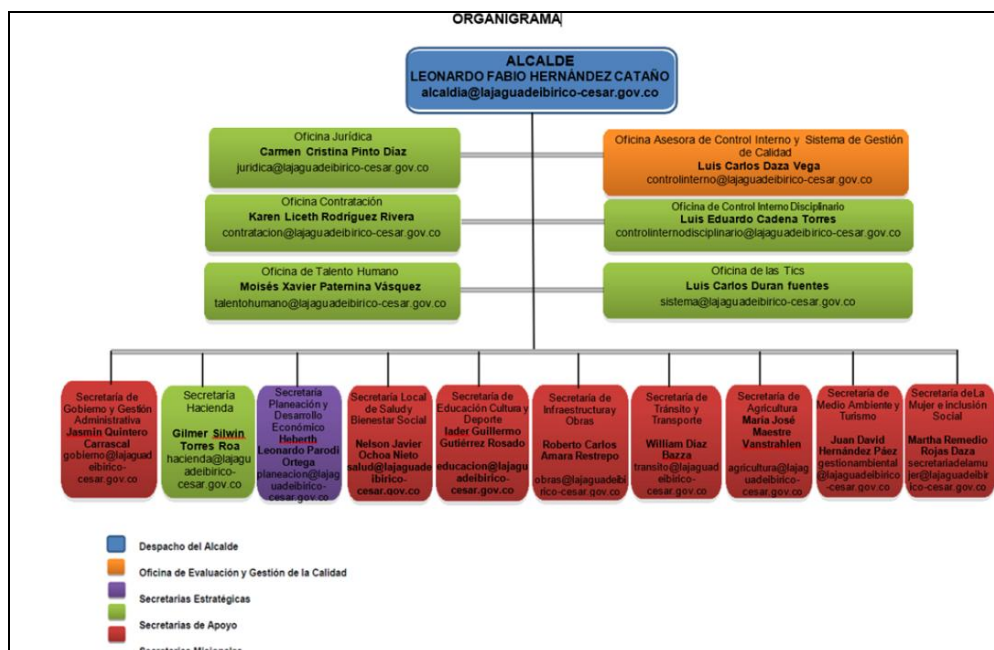 ORGANIGRAMA
ALCALDE
LEONARDO FABIO HERNÁNDEZ CATAÑO
alcaldia@lajaguadeibirico-cesar.gov.co
Oficina Jurídica
Carmen Cristina Pinto Díaz
juridica@lajaguadeibirico-cesar.gov.co
Oficina Asesora de Control Interno y Sistema de Gestión
de Calidad
Luis Carlos Daza Vega
controlinterno@lajaguadeibirico-cesar.gov.co
Oficina Contratación
Karen Liceth Rodríguez Rivera
contratacion@lajaguadeibirico-cesar.gov.co
Oficina de Control Interno Disciplinario
Luis Eduardo Cadena Torres
controlinternodisciplinario@lajaguadeibirico-cesar.gov.co
Oficina de Talento Humano
Moisés Xavier Paternina Vásquez
talentohumano@lajaguadeibirico-cesar.gov.co
Oficina de las Tics
Luis Carlos Duran fuentes
sistema@lajaguadeibirico-cesar.gov.co
Secretaría de
Gobierno y Gestión
Administrativa
Jasmin Quintero
Carrascal
gobierno@lajaguad
eibirico-
cesar.gov.co
Secretaría
Hacienda
Gilmer Silwin
Torres Roa
hacienda@lajagu
adeibirico-
cesar.gov.co
Secretaría
Planeación y
Desarrollo
Económico
Heberth
Leonardo Parodi
Ortega
planeacion@lajag
uadeibirico-
cesar.gov.co
Secretaría Local
de Salud y
Bienestar Social
Nelson Javier
Ochoa Nieto
salud@lajaguade
ibirico-
cesar.gov.co
Secretaría de
Educación Cultura y
Deporte
Iader Guillermo
Gutiérrez Rosado
educacion@lajagu
adeibirico-
cesar.gov.co
Secretaría de
Infraestructura y
Obras
Roberto Carlos
Amara Restrepo
obras@lajaguadeibi
rico-cesar.gov.co
Secretaría de
Tránsito y
Transporte
William Díaz
Bazza
transito@lajaguad
eibirico-
cesar.gov.co
Secretaría de
Agricultura
María José
Maestre
Vanstrahlen
agricultura@lajag
uadeibirico-
cesar.gov.co
Secretaría de
Medio Ambiente y
Turismo
Juan David
Hernández Páez
gestionambiental
@lajaguadeibirico
-cesar.gov.co
Secretaría de La
Mujer e inclusión
Social
Martha Remedio
Rojas Daza
secretariadelamu
jer@lajaguadeibir
ico-cesar.gov.co
Despacho del Alcalde
Oficina de Evaluación y Gestión de la Calidad
Secretarias Estratégicas
Secretarias de Apoyo
Secretarias Misionales